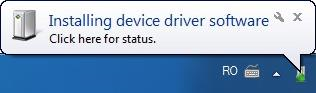 Installing device driver software
Click here for status.
RO